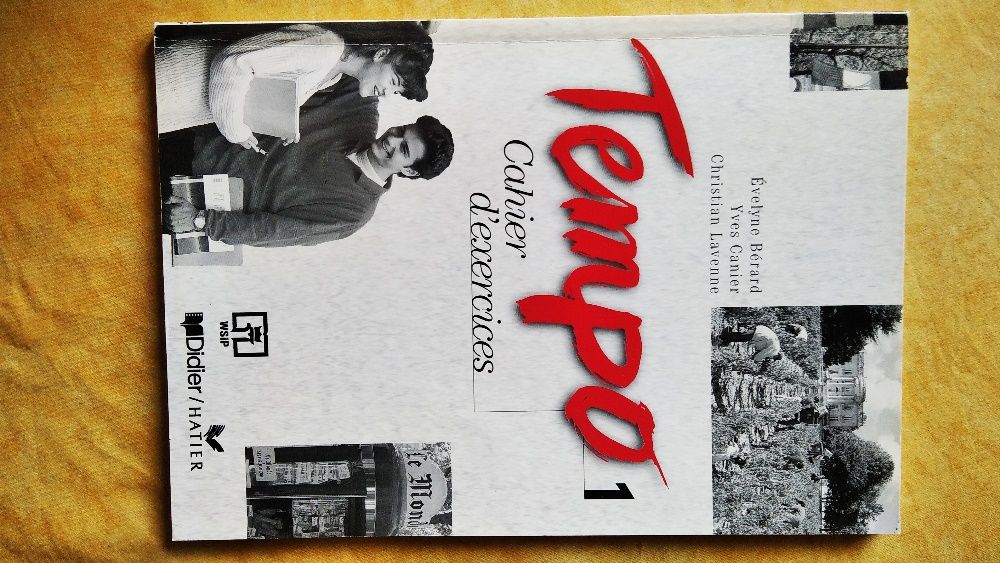 Évelyne Bérard
Yves Canier
Christian Lavenne
Tempo 1
Cahier
d'exercices
le Mond
WSIP
Didier / HATIER